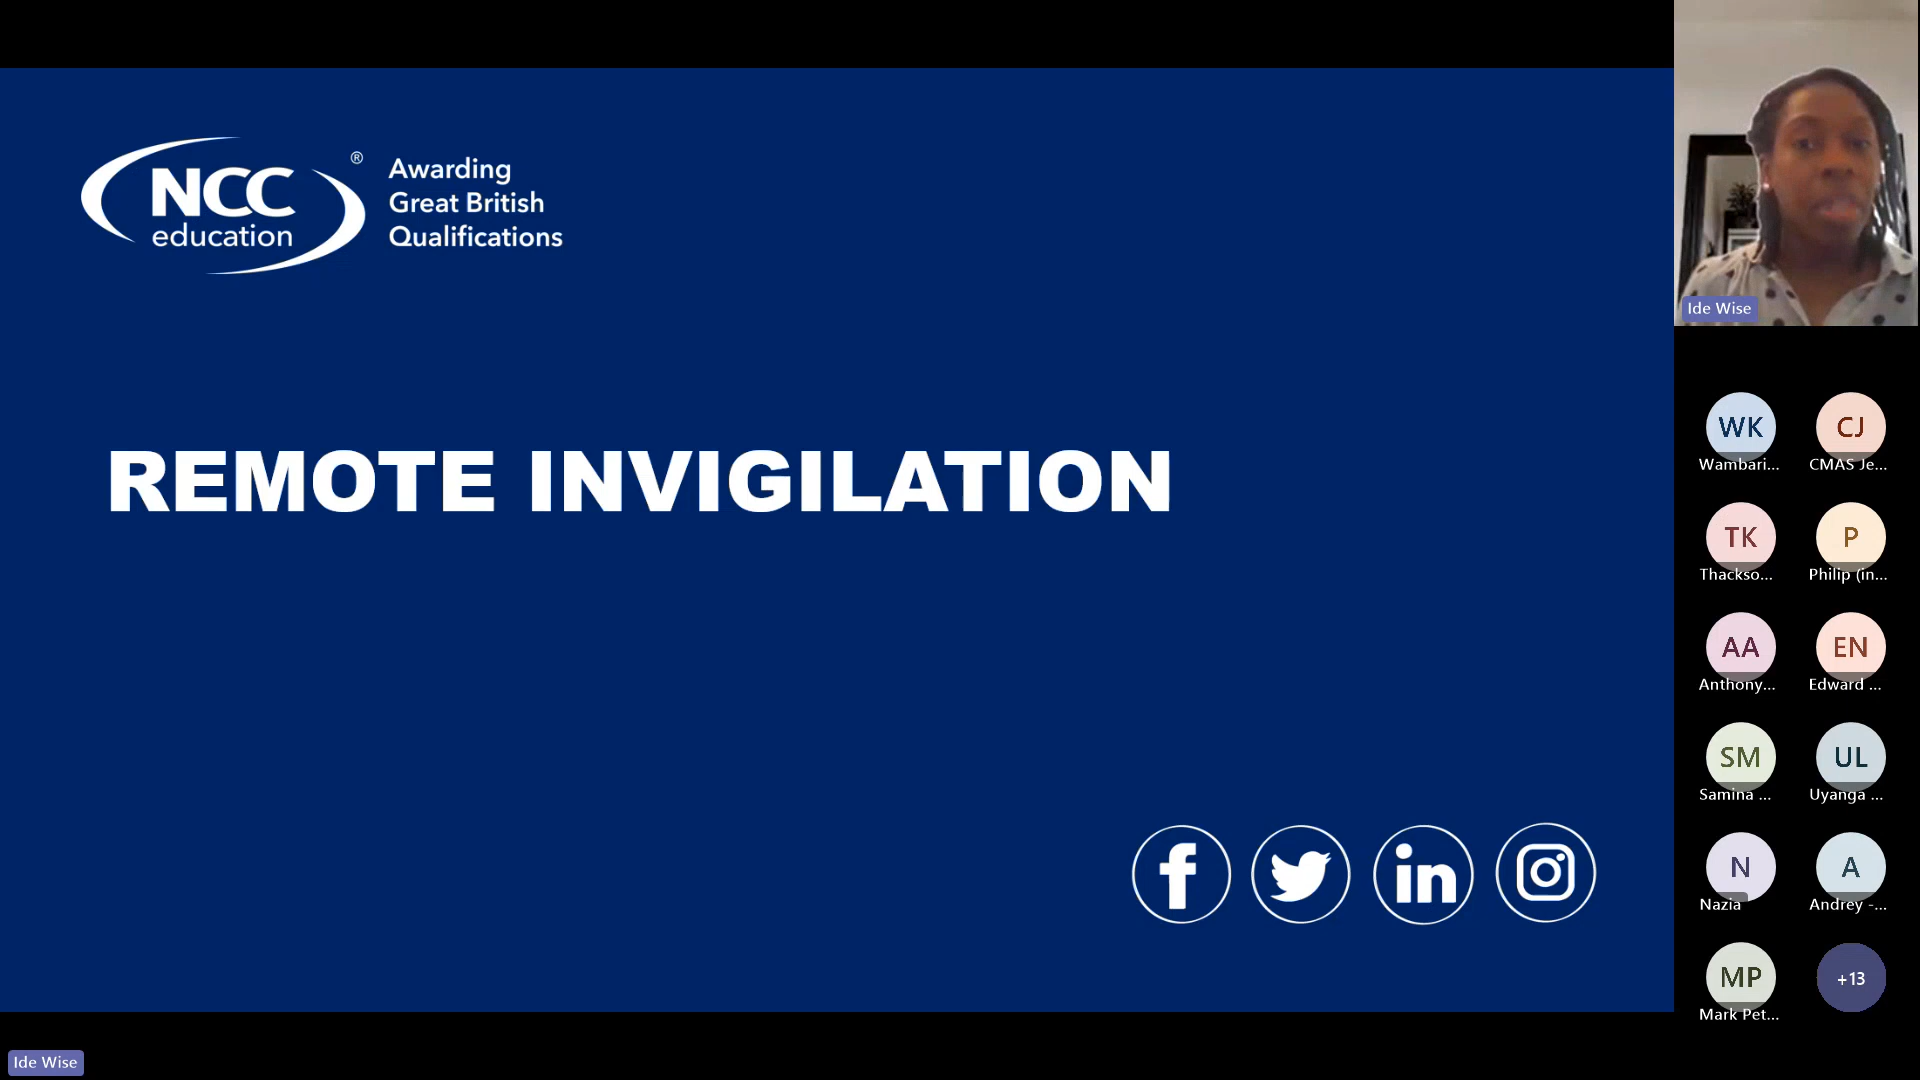 NCC
education
®
Awarding
Great British
Qualifications
REMOTE INVIGILATION
f
in
Ide Wise
WK
Wambari...
CJ
CMAS Je...
TK
Thackso...
P
Philip (in...
AA
Anthony...
EN
Edward ...
SM
Samina ...
UL
Uyanga ...
N
Nazia
A
Andrey -...
MP
Mark Pet...
+13
Ide Wise